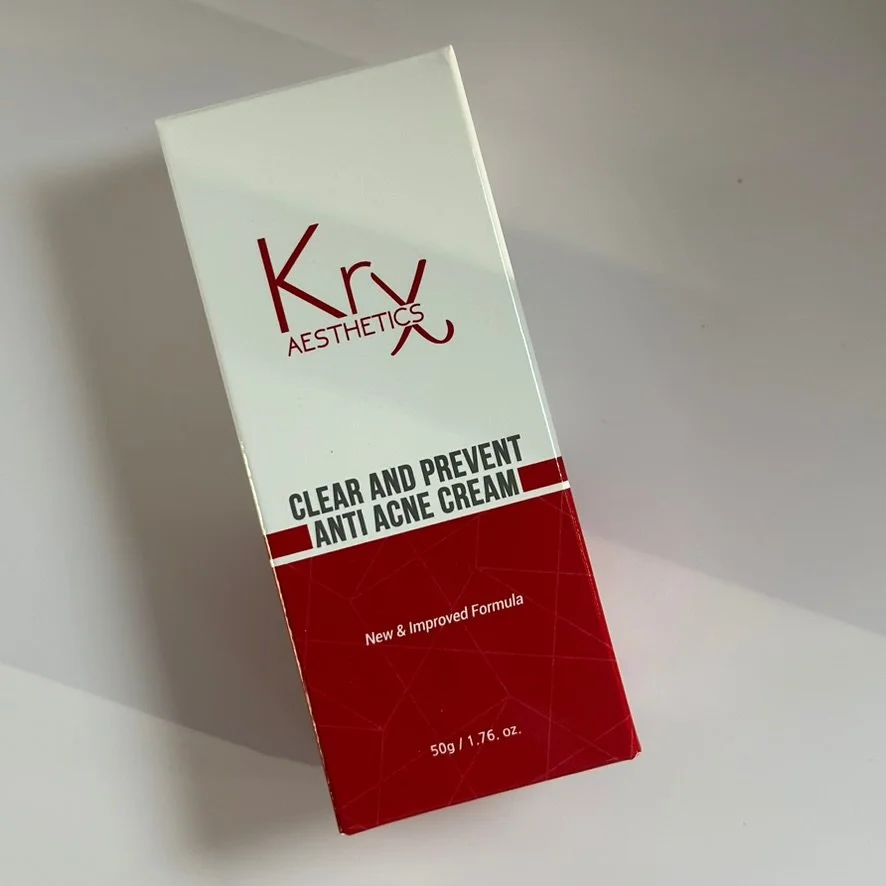 Krx
AESTHETICS
CLEAR AND PREVENT
ANTI ACNE CREAM
New & Improved Formula
50g / 1.76. oz.